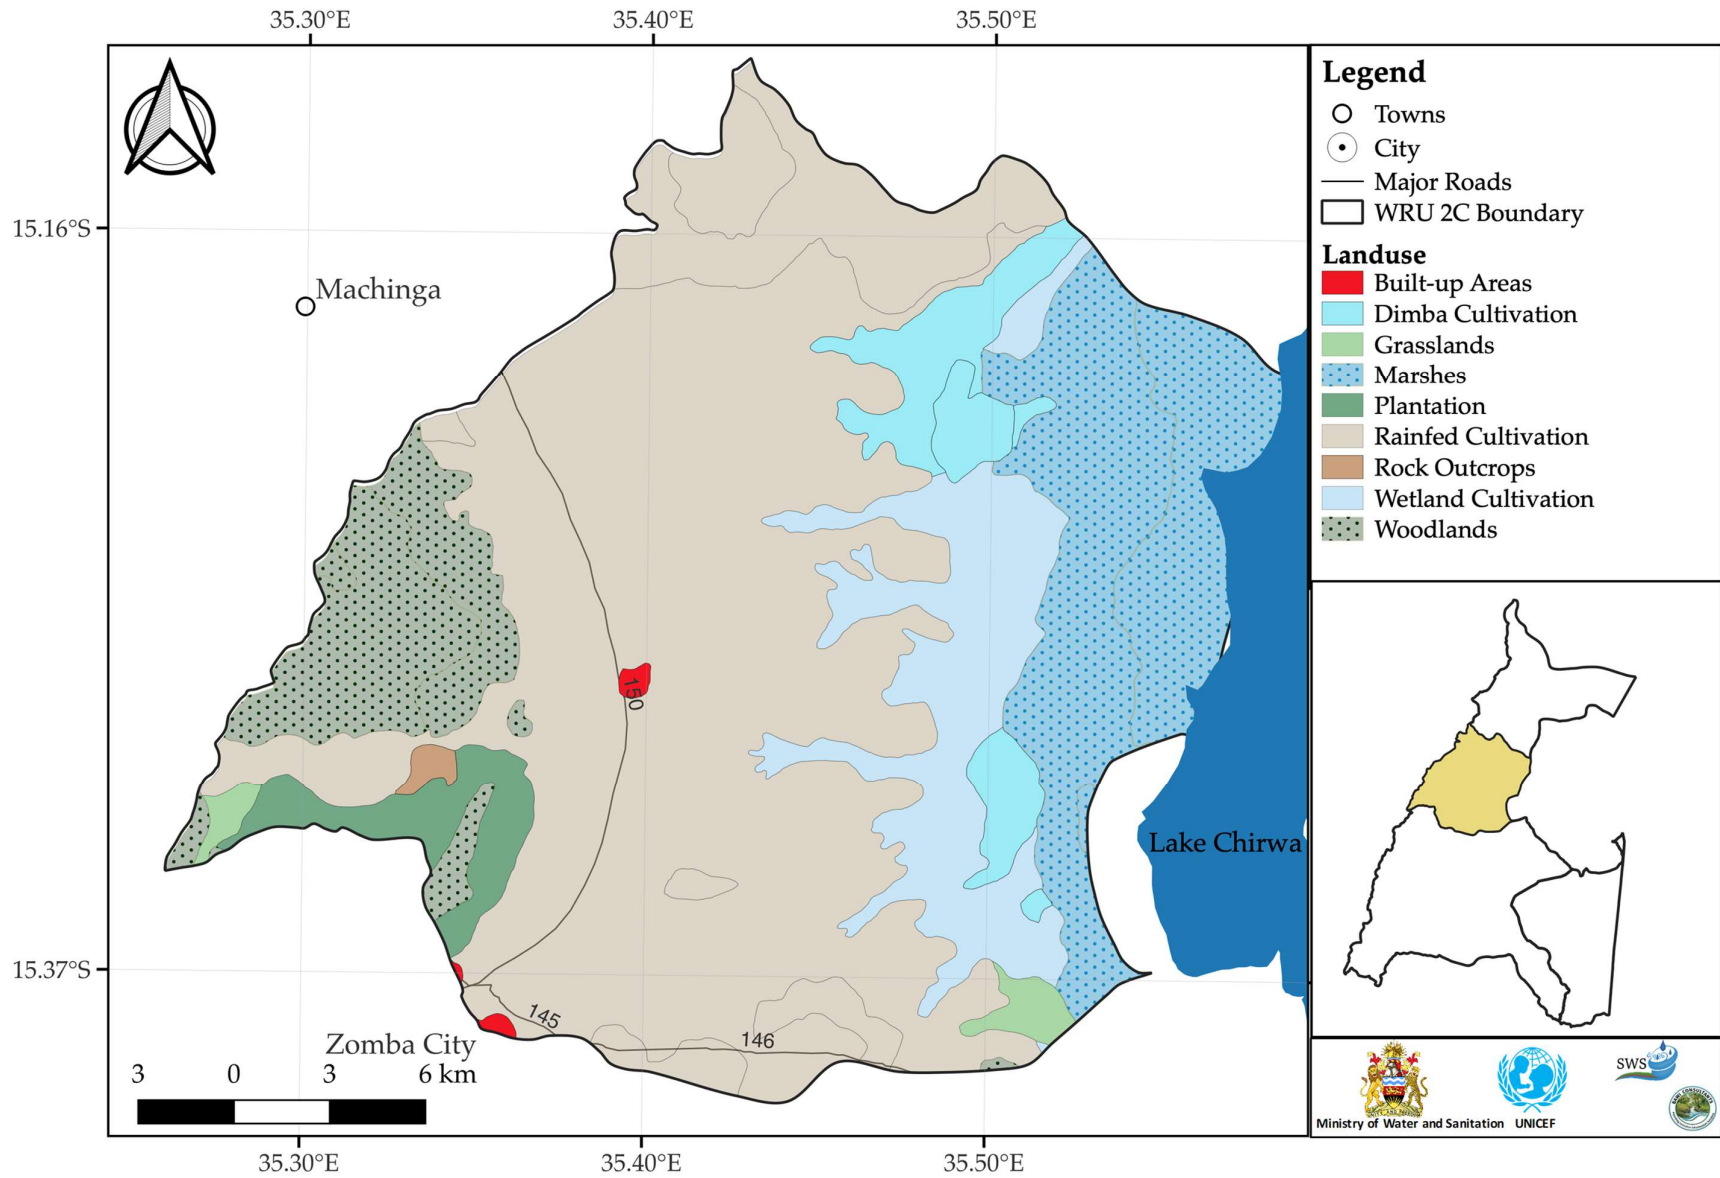 35.30°E 35.40°E 35.50°E
15.16°S
Machinga
150
Lake Chirwa
15.37°S
145
146
Zomba City
3 0 3 6 km
35.30°E 35.40°E 35.50°E
Legend
Towns
City
Major Roads
WRU 2C Boundary
Landuse
Built-up Areas
Dimba Cultivation
Grasslands
Marshes
Plantation
Rainfed Cultivation
Rock Outcrops
Wetland Cultivation
Woodlands
SWS
Ministry of Water and Sanitation UNICEF